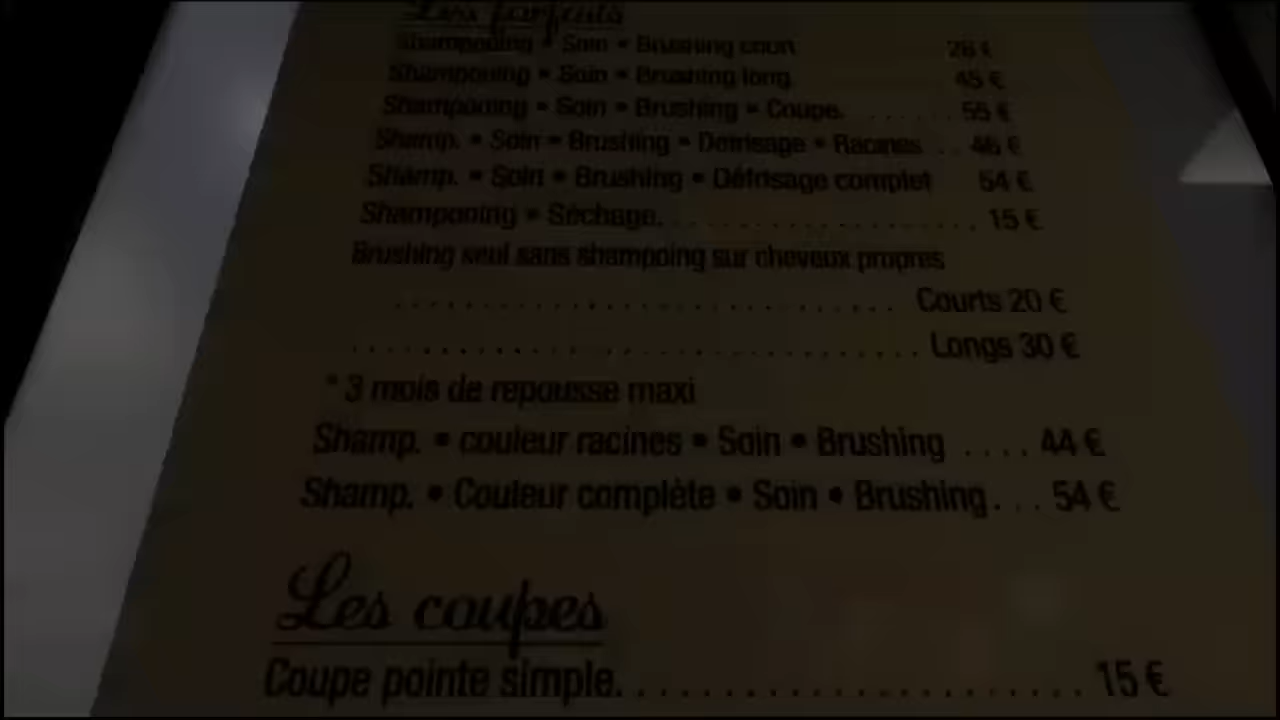 Les forfaits
Shampooing • Soin • Brushing court 28 €
Shampooing • Soin • Brushing long 45 €
Shampooing • Soin • Brushing • Coupe. . . . . . . 55 €
Shamp. • Soin • Brushing • Défrisage • Racines . . 46 €
Shamp. • Soin • Brushing • Défrisage complet 54 €
Shampooing • Séchage. . . . . . . . . . . . . . . . . . . 15 €
Brushing seul sans shampoing sur cheveux propres
. . . . . . . . . . . . . . . . . . . . . . . . . . . . . . Courts 20 €
. . . . . . . . . . . . . . . . . . . . . . . . . . . . . . . Longs 30 €
* 3 mois de repousse maxi
Shamp. • couleur racines • Soin • Brushing .... 44 €
Shamp. • Couleur complète • Soin • Brushing. . . 54 €
Les coupes
Coupe pointe simple. . . . . . . . . . . . . . . . . . . . . . 15 €